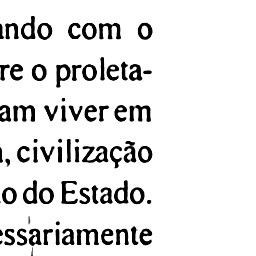 ando com o
re o proleta-
am viver em
, civilização
o do Estado.
essariamente